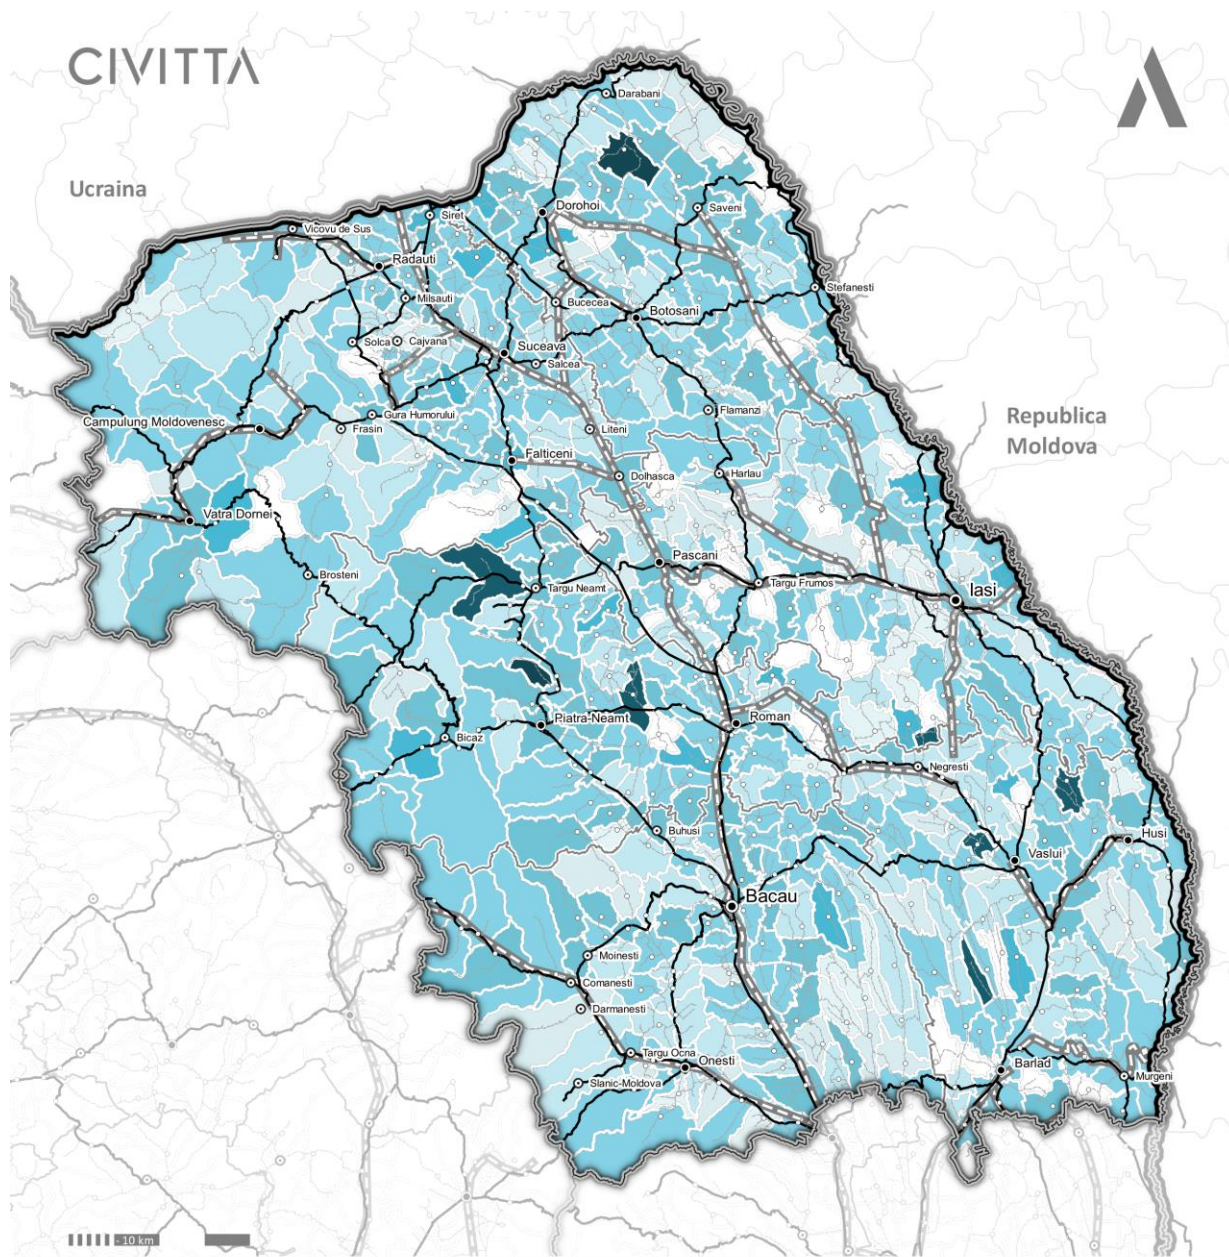 CIVITTA
Darabani
Ucraina
Dorohoi
Saveni
Siret
Vicovu de Sus
Radauti
Milsauti
Bucecea
Stefanesti
Botosani
Solca
Cajvana
Suceava
Salcea
Campulung Moldovenesc
Gura Humorului
Frasin
Liteni
Flamanzi
Republica
Moldova
Falticeni
Dolhasca
Harlau
Vatra Dornei
Brosteni
Targu Neamt
Pascani
Targu Frumos
Iasi
Piatra-Neamt
Bicaz
Roman
Negresti
Buhusi
Husi
Vaslui
Bacau
Moinesti
Comanesti
Darmanesti
Targu Ocna
Onesti
Slanic-Moldova
Barlad
Murgeni
10 km